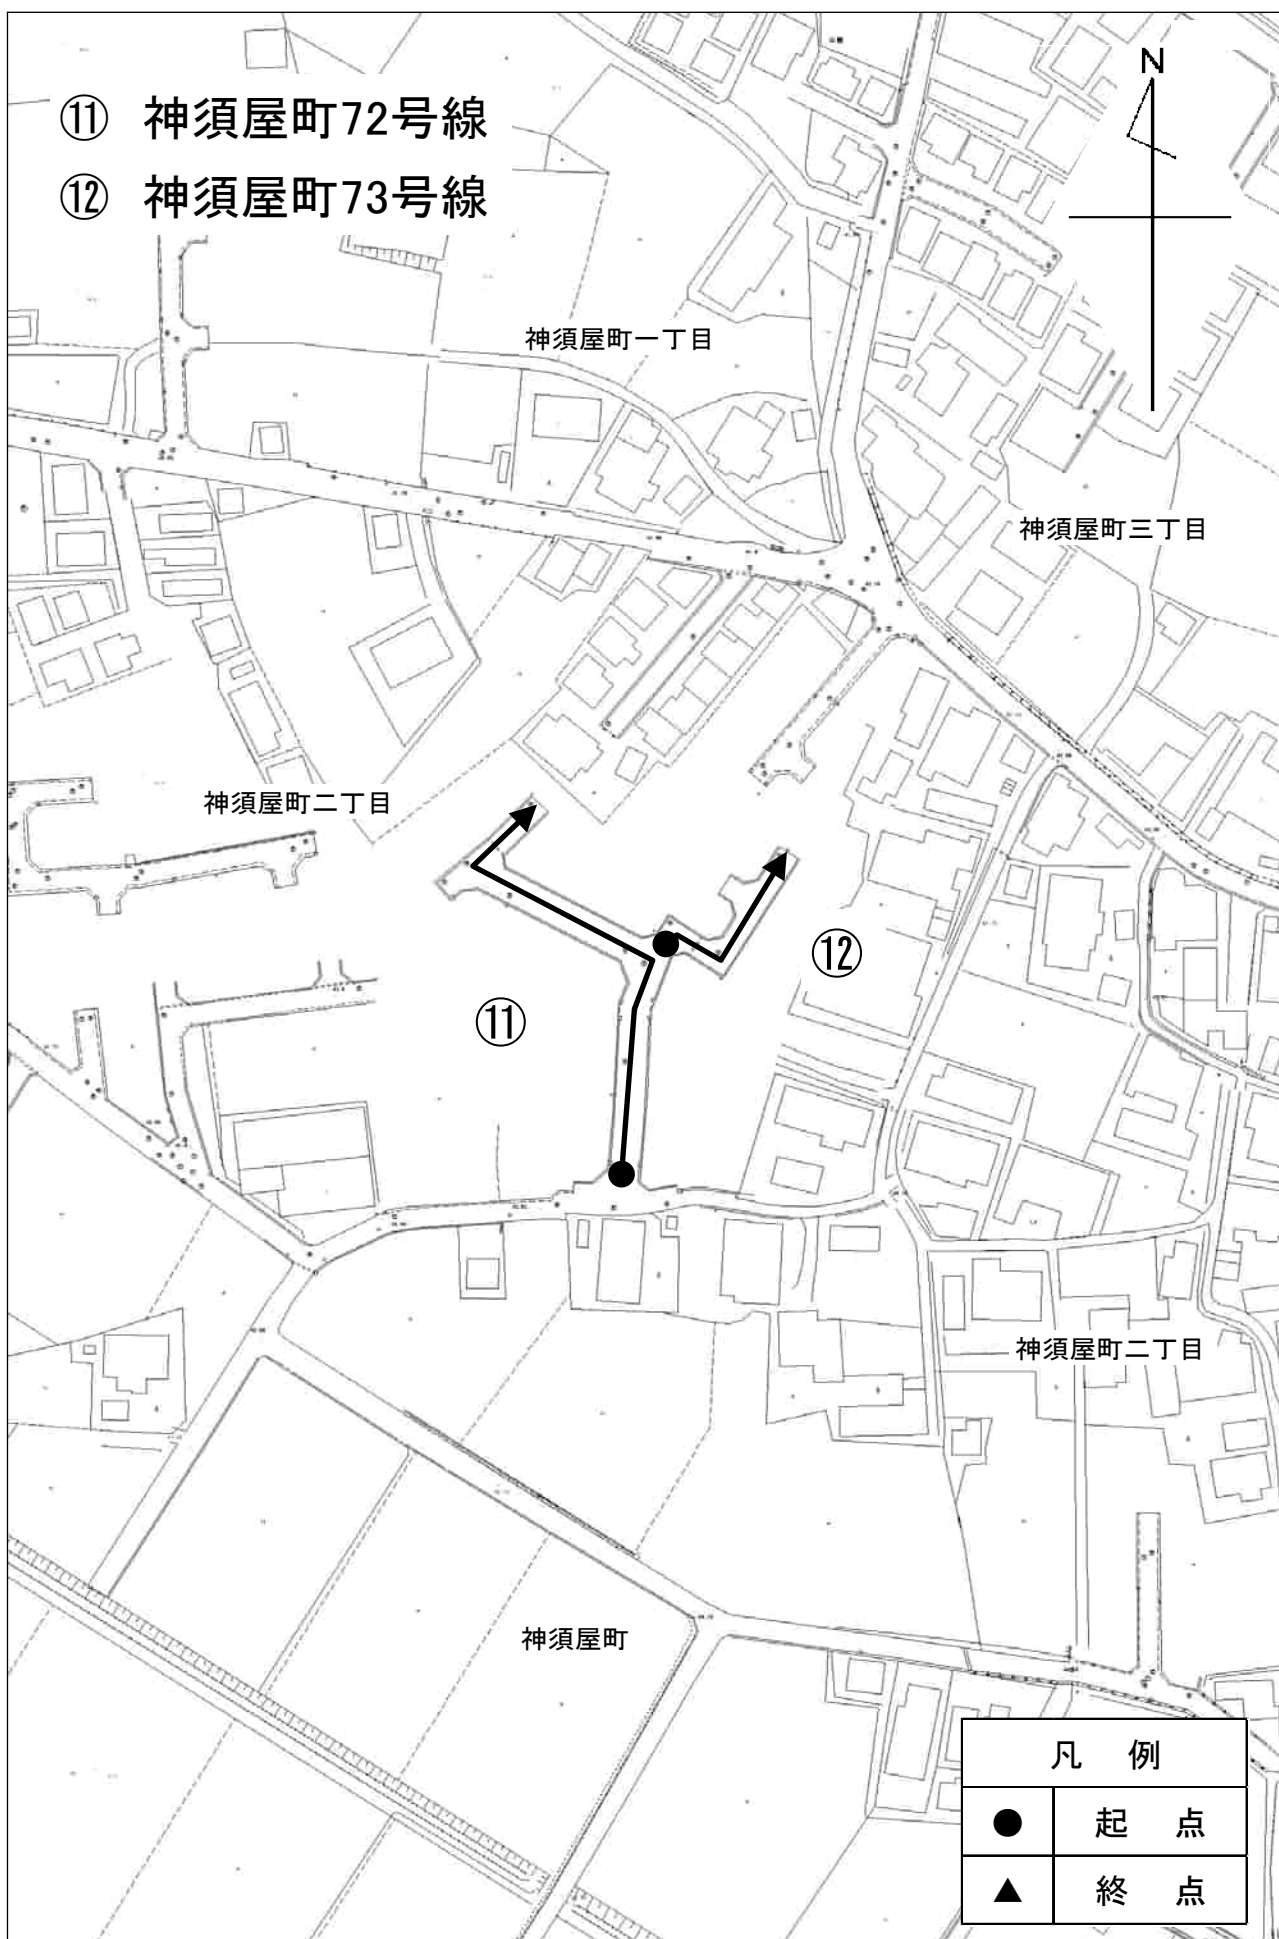 ⑪ 神須屋町72号線
⑫ 神須屋町73号線
N
神須屋町一丁目
神須屋町三丁目
神須屋町二丁目
⑫
⑪
神須屋町二丁目
神須屋町
凡 例
● 起 点
▲ 終 点